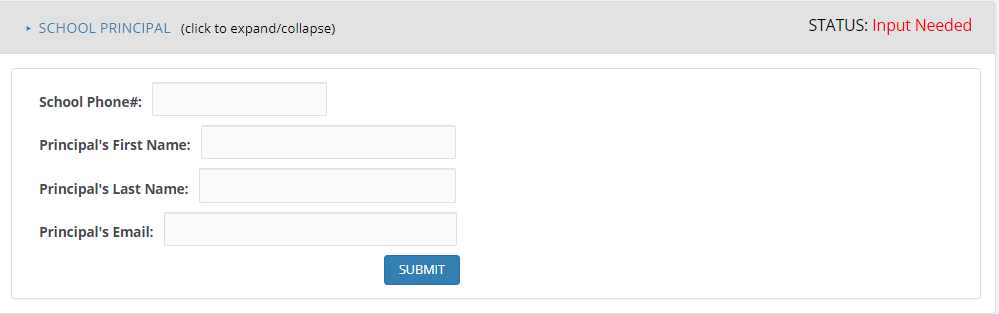 SCHOOL PRINCIPAL (click to expand/collapse) STATUS: Input Needed
School Phone#:
Principal's First Name:
Principal's Last Name:
Principal's Email:
SUBMIT